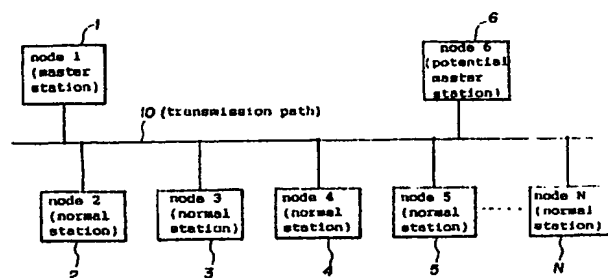 1
6
node 1
(master
station)
node 6
(potential
master
station)
10 (transmission path)
node 2
(normal
station)
node 3
(normal
station)
node 4
(normal
station)
node 5
(normal
station)
node N
(normal
station)
2
3
4
5
N